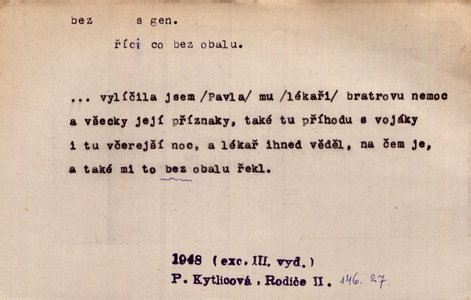 bez s gen.
říci co bez obalu.
... vylíčila jsem /Pavla/ mu /lékaři/ bratrovu nemoc
a všecky její příznaky, také tu příhodu s vojáky
i tu včerejší noc, a lékař ihned věděl, na čem je,
a také mi to bez obalu řekl.
1948 (exc. III. vyd.)
P. Kytlicová, Rodiče II. 146.27